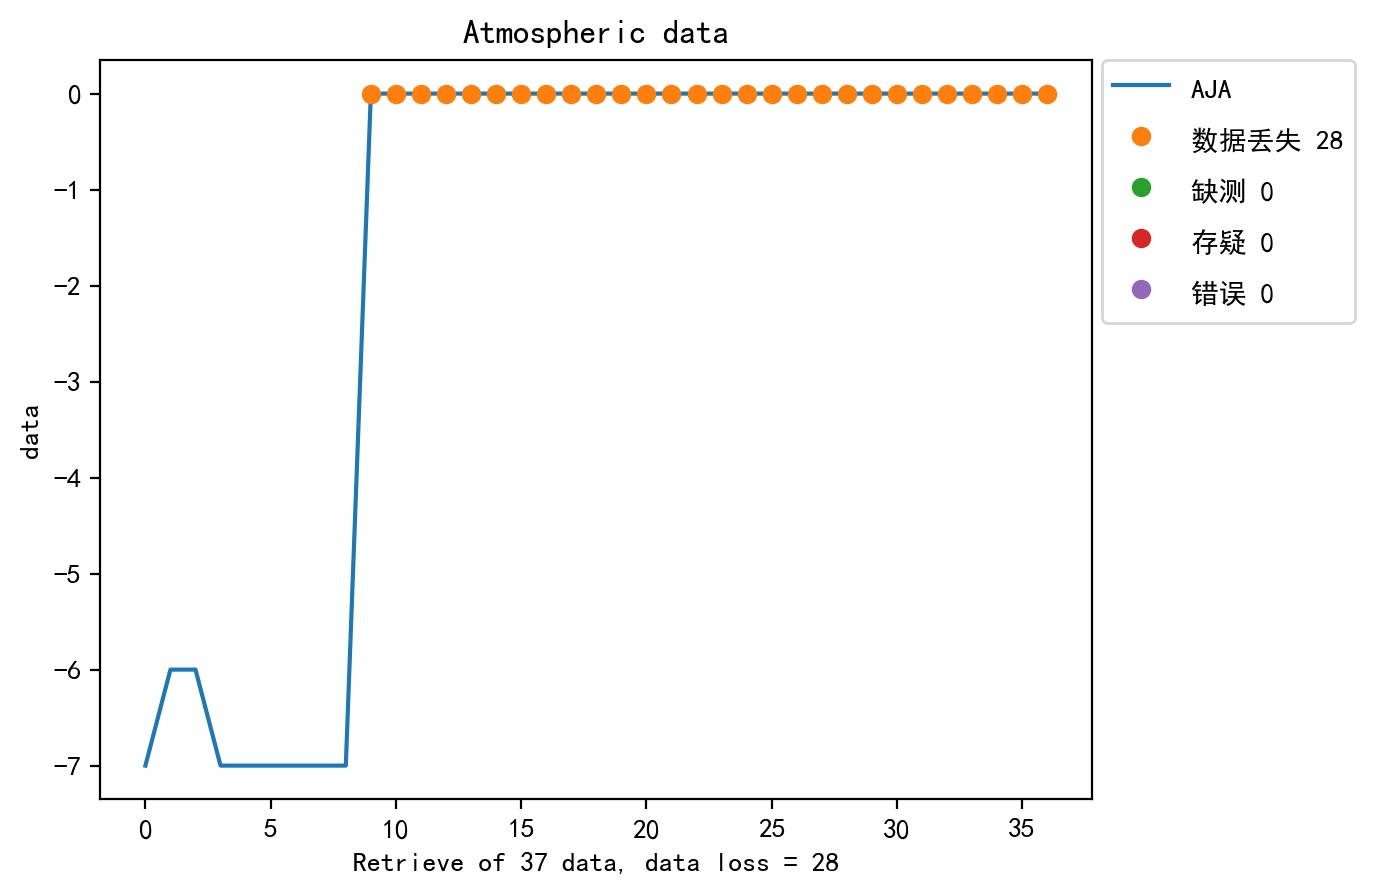 Atmospheric data
0
−1
−2
−3
−4
−5
−6
−7
data
0 5 10 15 20 25 30 35
Retrieve of 37 data, data loss = 28
AJA
数据丢失 28
缺测 0
存疑 0
错误 0